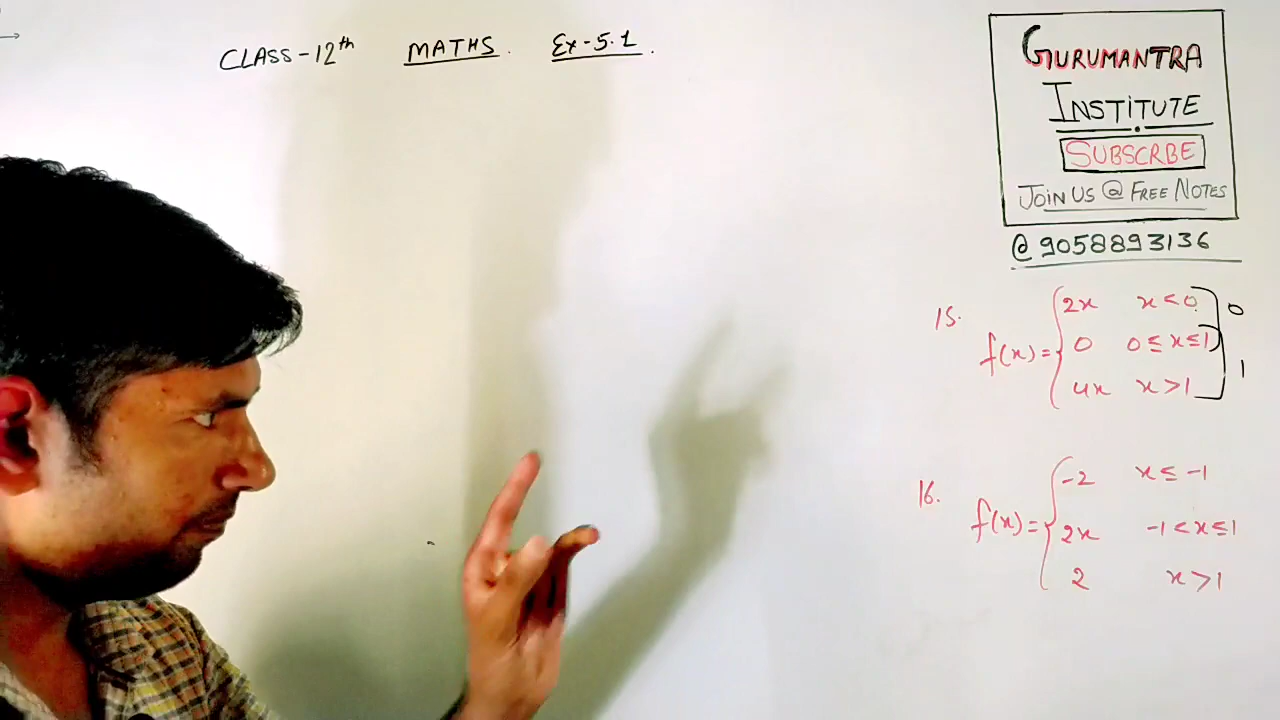 CLASS-12th MATHS. Ex-5.1.
GURUMANTRA
INSTITUTE
SUBSCRBE
JOIN US @ FREE NOTES
@9058893136
15.
f(x)= { 2x x<0
0 0≤x≤1
4x x>1
0
1
16.
f(x)= { -2 x≤-1
2x -1<x≤1
2 x>1